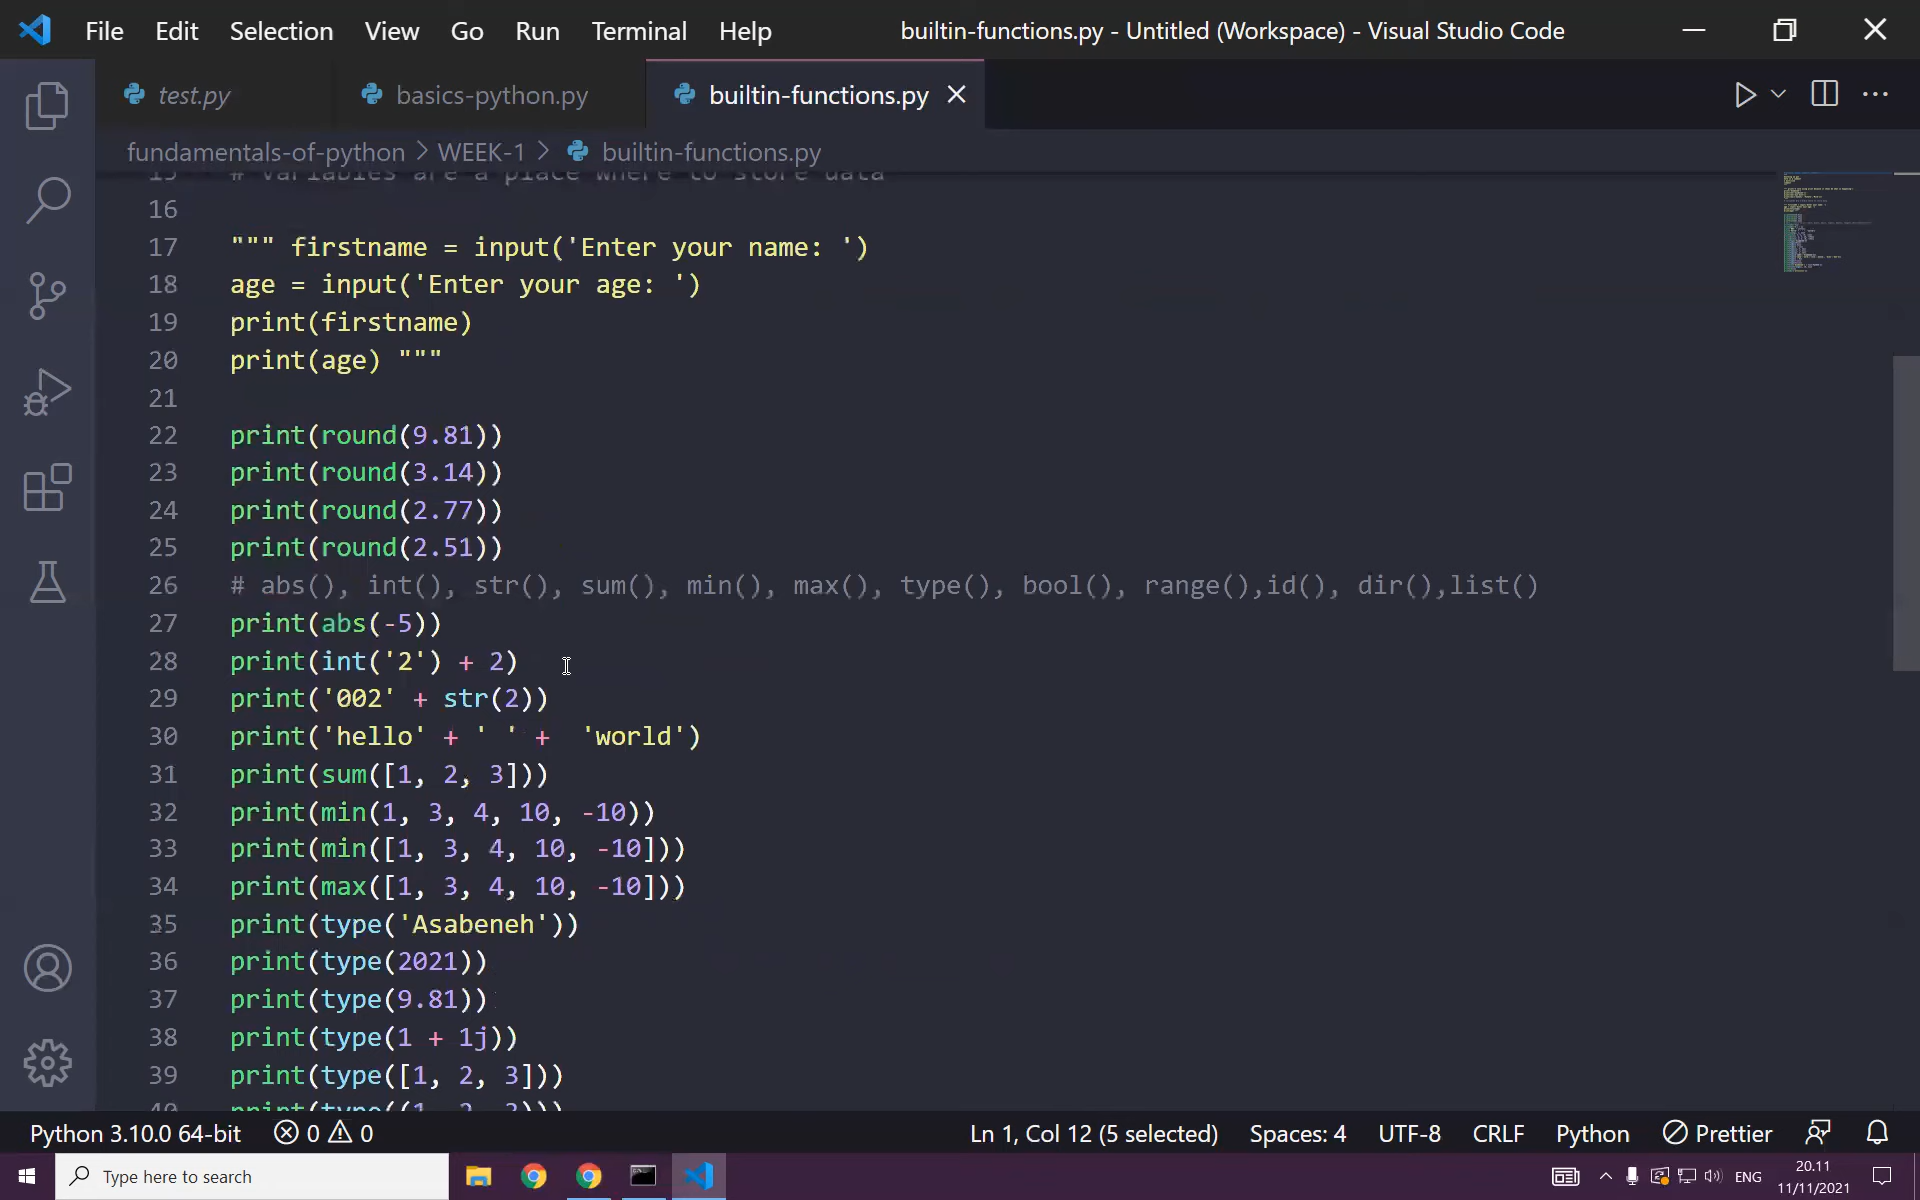 File Edit Selection View Go Run Terminal Help
builtin-functions.py - Untitled (Workspace) - Visual Studio Code
test.py
basics-python.py
builtin-functions.py
fundamentals-of-python > WEEK-1 > builtin-functions.py
15 # variables are a place where to store data
16
17 """ firstname = input('Enter your name: ')
18 age = input('Enter your age: ')
19 print(firstname)
20 print(age) """
21
22 print(round(9.81))
23 print(round(3.14))
24 print(round(2.77))
25 print(round(2.51))
26 # abs(), int(), str(), sum(), min(), max(), type(), bool(), range(),id(), dir(),list()
27 print(abs(-5))
28 print(int('2') + 2)
29 print('002' + str(2))
30 print('hello' + ' ' +  'world')
31 print(sum([1, 2, 3]))
32 print(min(1, 3, 4, 10, -10))
33 print(min([1, 3, 4, 10, -10]))
34 print(max([1, 3, 4, 10, -10]))
35 print(type('Asabeneh'))
36 print(type(2021))
37 print(type(9.81))
38 print(type(1 + 1j))
39 print(type([1, 2, 3]))
40 print(type((1, 2, 3)))
Python 3.10.0 64-bit 0 0 Ln 1, Col 12 (5 selected) Spaces: 4 UTF-8 CRLF Python Prettier
Type here to search
ENG
20.11
11/11/2021